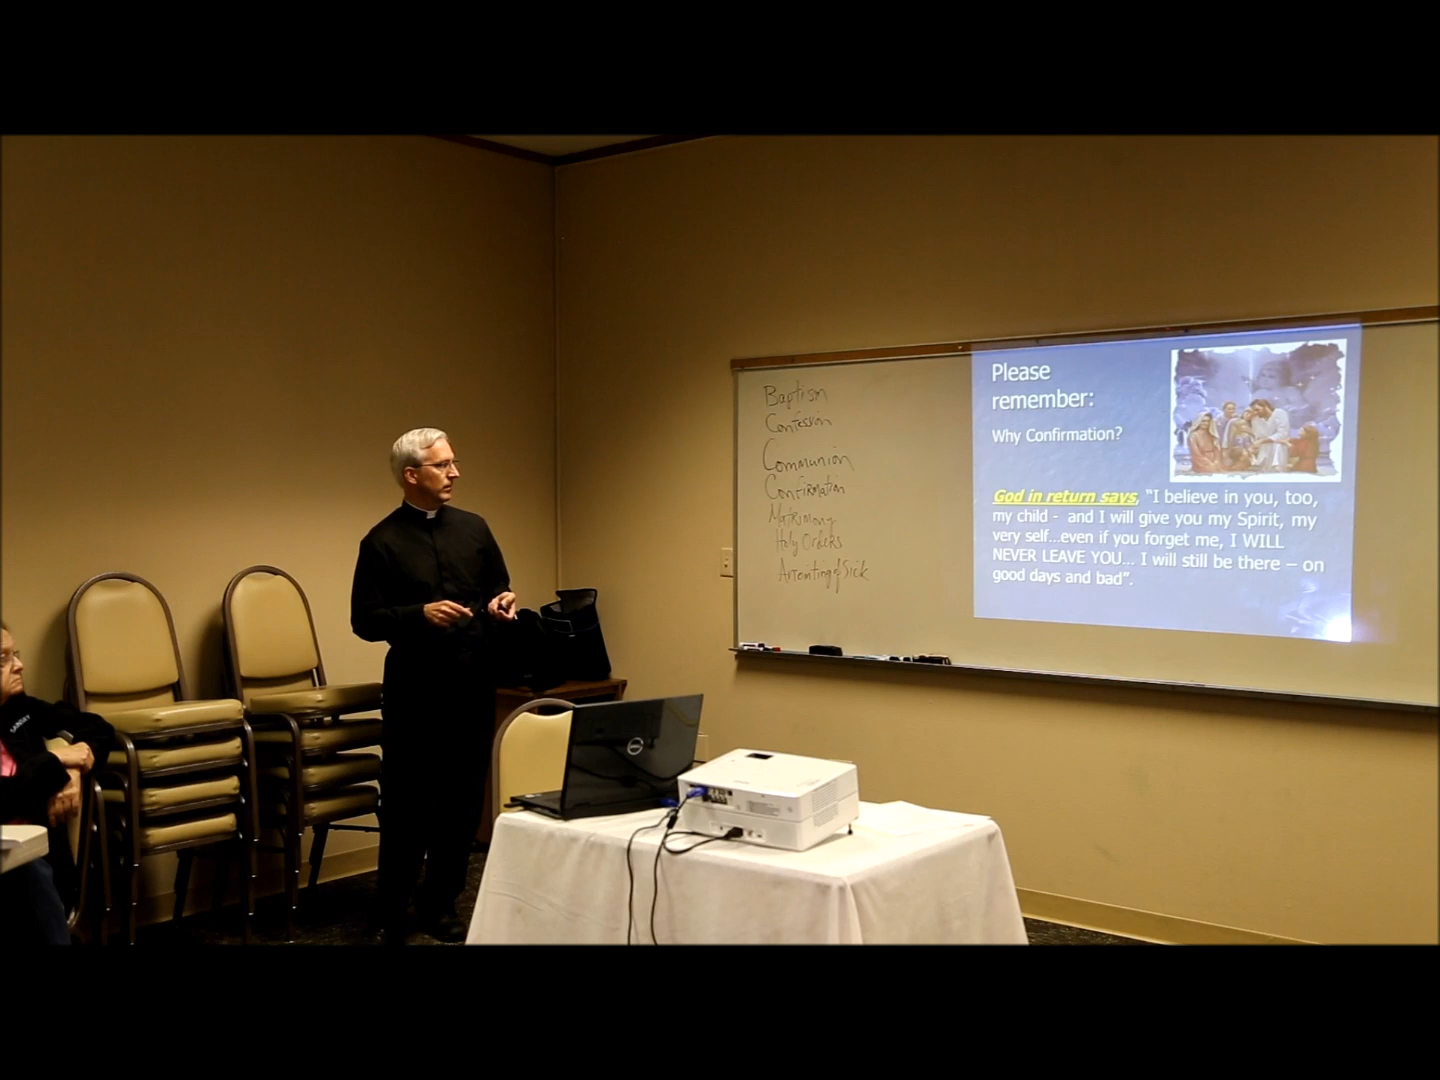 Baptism
Confession
Communion
Confirmation
Matrimony
Holy Orders
Annointing of Sick
Please
remember:
Why Confirmation?
God in return says, "I believe in you, too,
my child - and I will give you my Spirit, my
very self...even if you forget me, I WILL
NEVER LEAVE YOU... I will still be there – on
good days and bad".
DELL